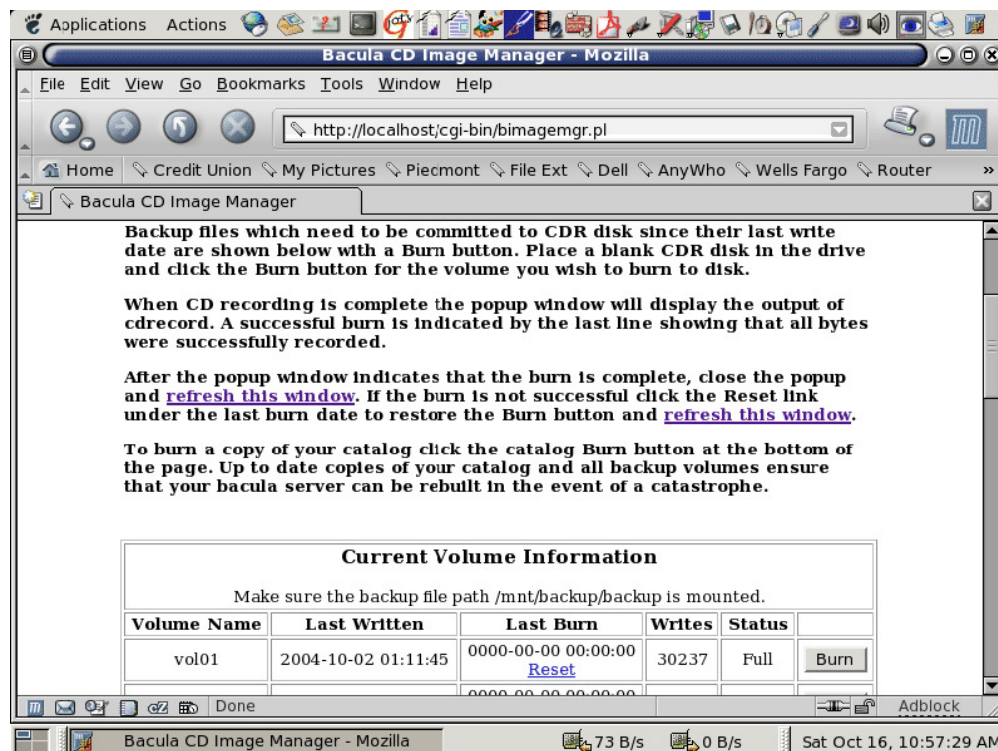 Applications Actions
Bacula CD Image Manager - Mozilla
File Edit View Go Bookmarks Tools Window Help
http://localhost/cgi-bin/bimagemgr.pl
Home Credit Union My Pictures Piecmont File Ext Dell AnyWho Wells Fargo Router »
Bacula CD Image Manager
Backup files which need to be committed to CDR disk since their last write
date are shown below with a Burn button. Place a blank CDR disk in the drive
and click the Burn button for the volume you wish to burn to disk.
When CD recording is complete the popup window will display the output of
cdrecord. A successful burn is indicated by the last line showing that all bytes
were successfully recorded.
After the popup window indicates that the burn is complete, close the popup
and refresh this window. If the burn is not successful click the Reset link
under the last burn date to restore the Burn button and refresh this window.
To burn a copy of your catalog click the catalog Burn button at the bottom of
the page. Up to date copies of your catalog and all backup volumes ensure
that your bacula server can be rebuilt in the event of a catastrophe.
Current Volume Information
Make sure the backup file path /mnt/backup/backup is mounted.
Volume Name Last Written Last Burn Writes Status
vol01 2004-10-02 01:11:45 0000-00-00 00:00:00 30237 Full Burn
Reset
0000-00-00 00:00:00
Done Adblock
Bacula CD Image Manager - Mozilla 73 B/s 0 B/s Sat Oct 16, 10:57:29 AM